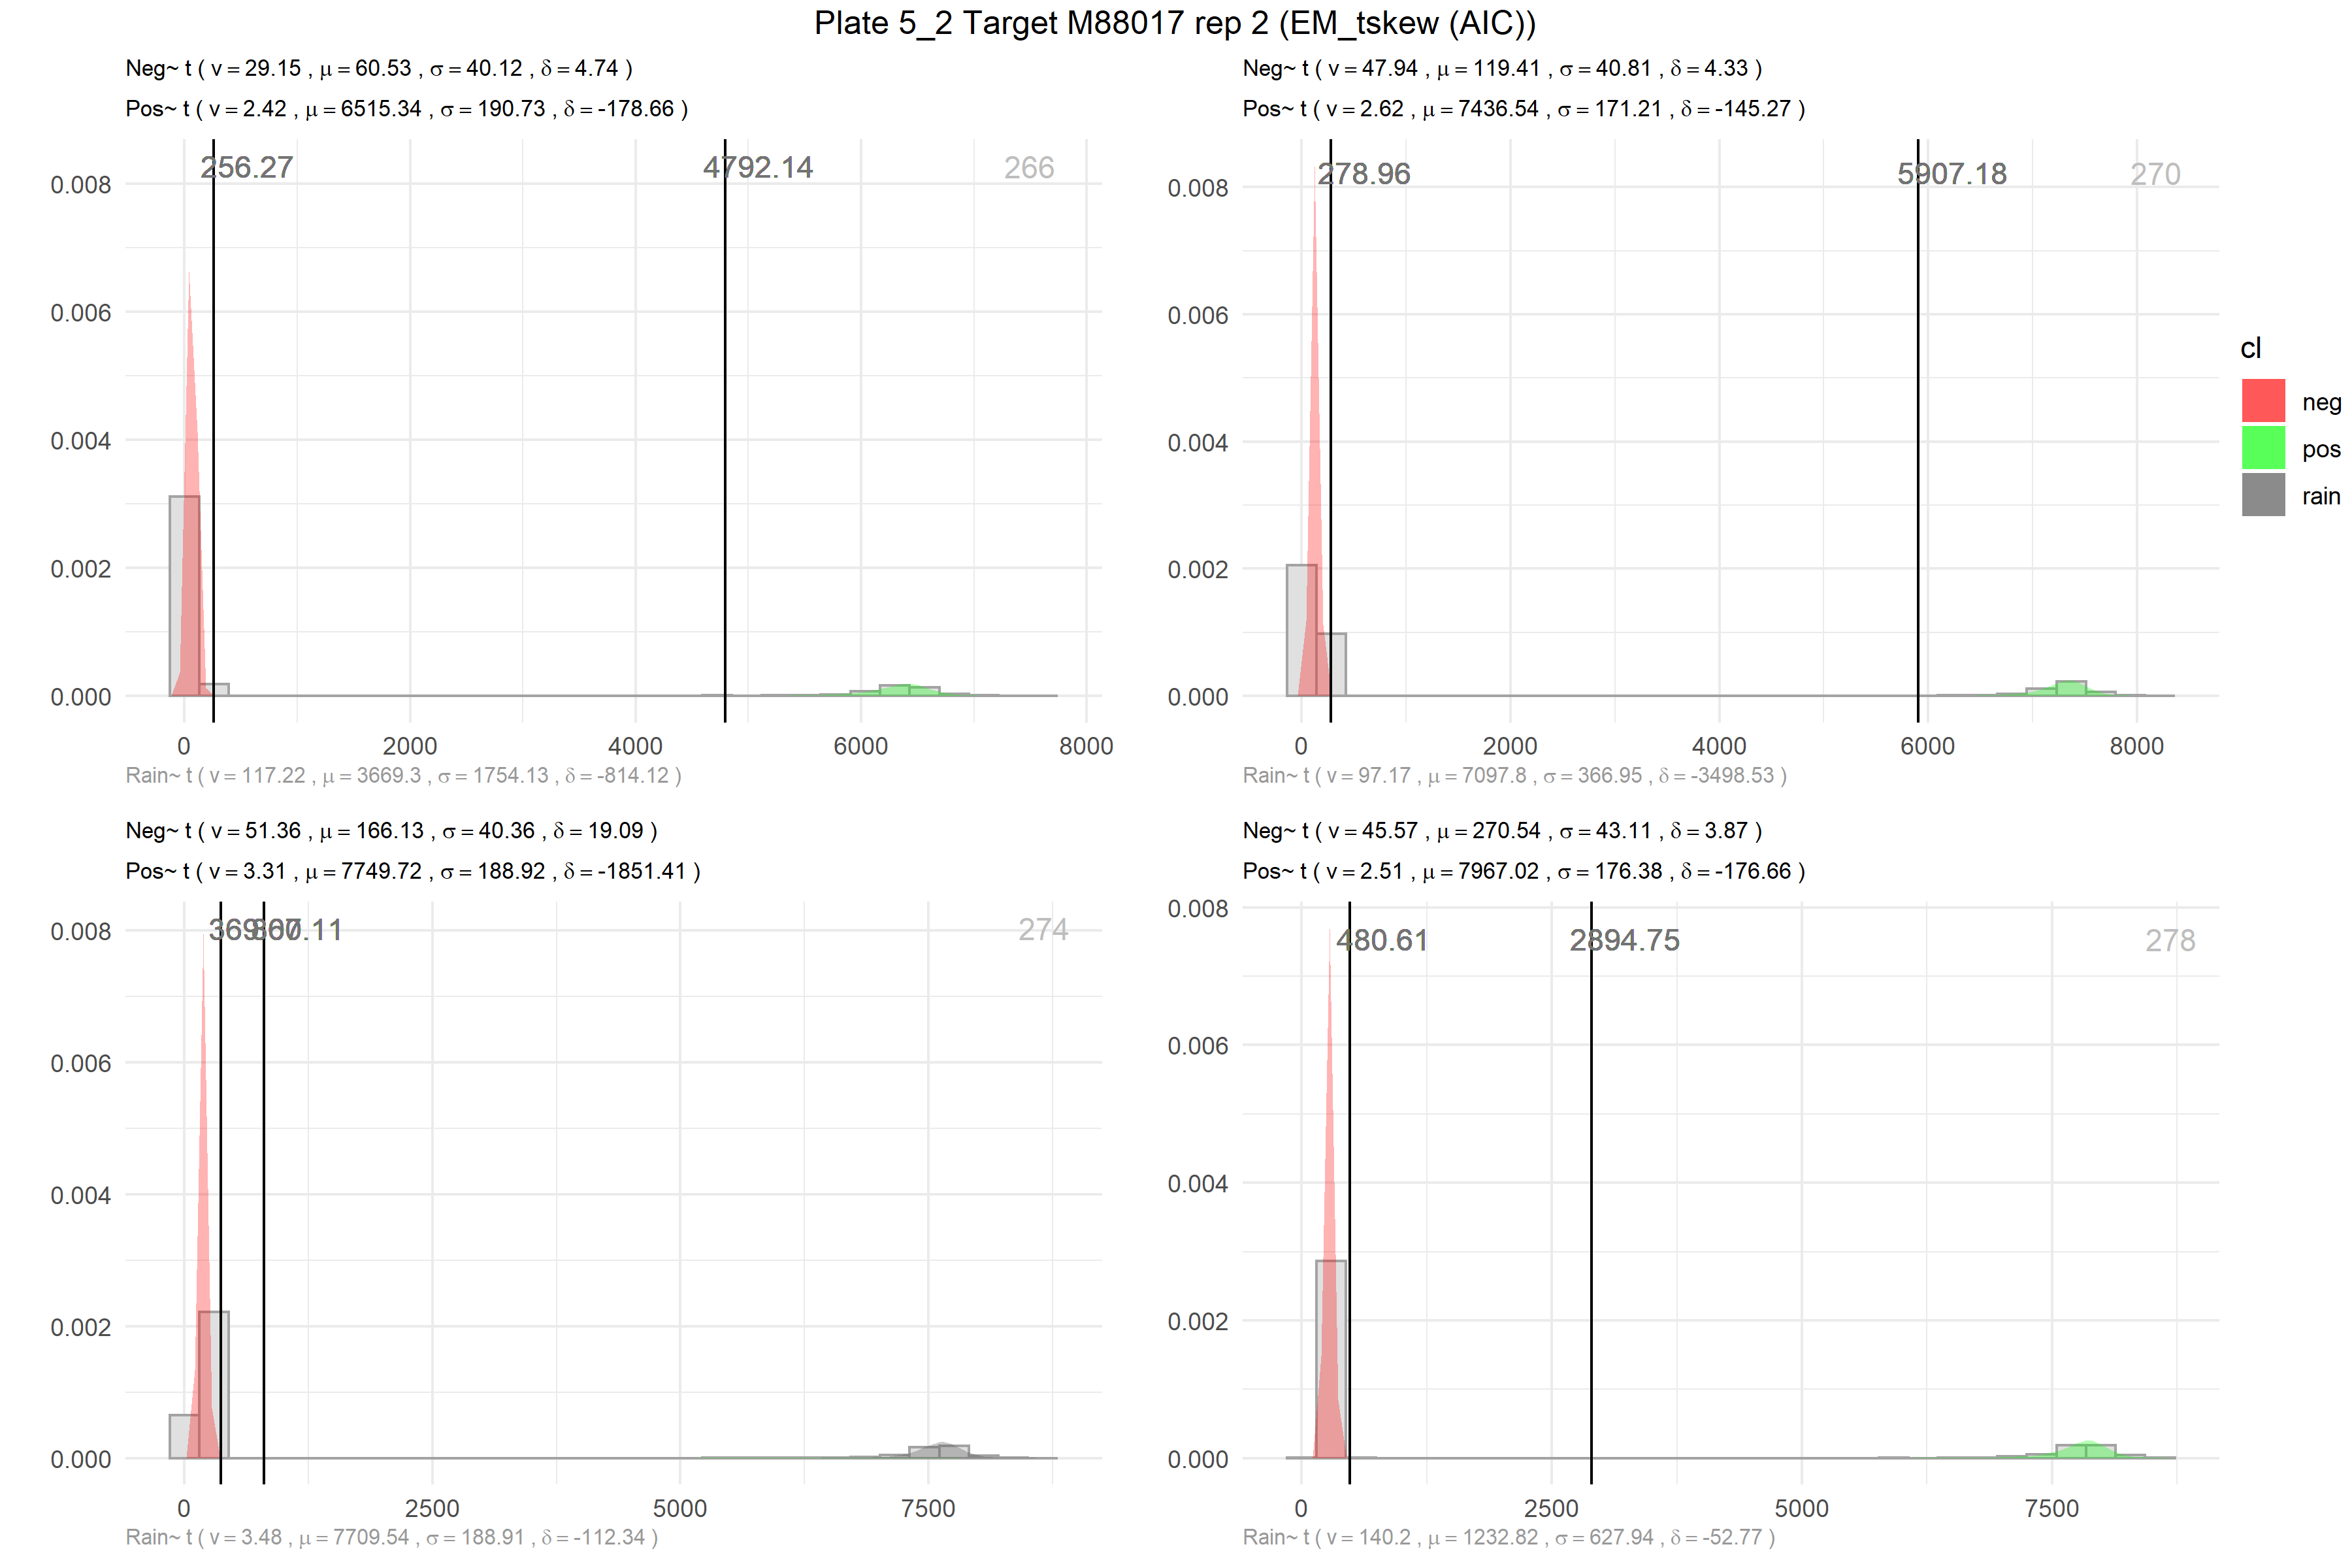 Plate 5_2 Target M88017 rep 2 (EM_tskew (AIC))
Neg~ t ( v = 29.15 , μ = 60.53 , σ = 40.12 , δ = 4.74 )
Pos~ t ( v = 2.42 , μ = 6515.34 , σ = 190.73 , δ = -178.66 )
256.27 4792.14 266
0.008
0.006
0.004
0.002
0.000
0 2000 4000 6000 8000
Rain~ t ( v = 117.22 , μ = 3669.3 , σ = 1754.13 , δ = -814.12 )
Neg~ t ( v = 47.94 , μ = 119.41 , σ = 40.81 , δ = 4.33 )
Pos~ t ( v = 2.62 , μ = 7436.54 , σ = 171.21 , δ = -145.27 )
278.96 5907.18 270
0.008
0.006
0.004
0.002
0.000
0 2000 4000 6000 8000
Rain~ t ( v = 97.17 , μ = 7097.8 , σ = 366.95 , δ = -3498.53 )
cl
neg
pos
rain
Neg~ t ( v = 51.36 , μ = 166.13 , σ = 40.36 , δ = 19.09 )
Pos~ t ( v = 3.31 , μ = 7749.72 , σ = 188.92 , δ = -1851.41 )
274
0.008
0.006
0.004
0.002
0.000
0 2500 5000 7500
Rain~ t ( v = 3.48 , μ = 7709.54 , σ = 188.91 , δ = -112.34 )
Neg~ t ( v = 45.57 , μ = 270.54 , σ = 43.11 , δ = 3.87 )
Pos~ t ( v = 2.51 , μ = 7967.02 , σ = 176.38 , δ = -176.66 )
480.61 2894.75 278
0.008
0.006
0.004
0.002
0.000
0 2500 5000 7500
Rain~ t ( v = 140.2 , μ = 1232.82 , σ = 627.94 , δ = -52.77 )